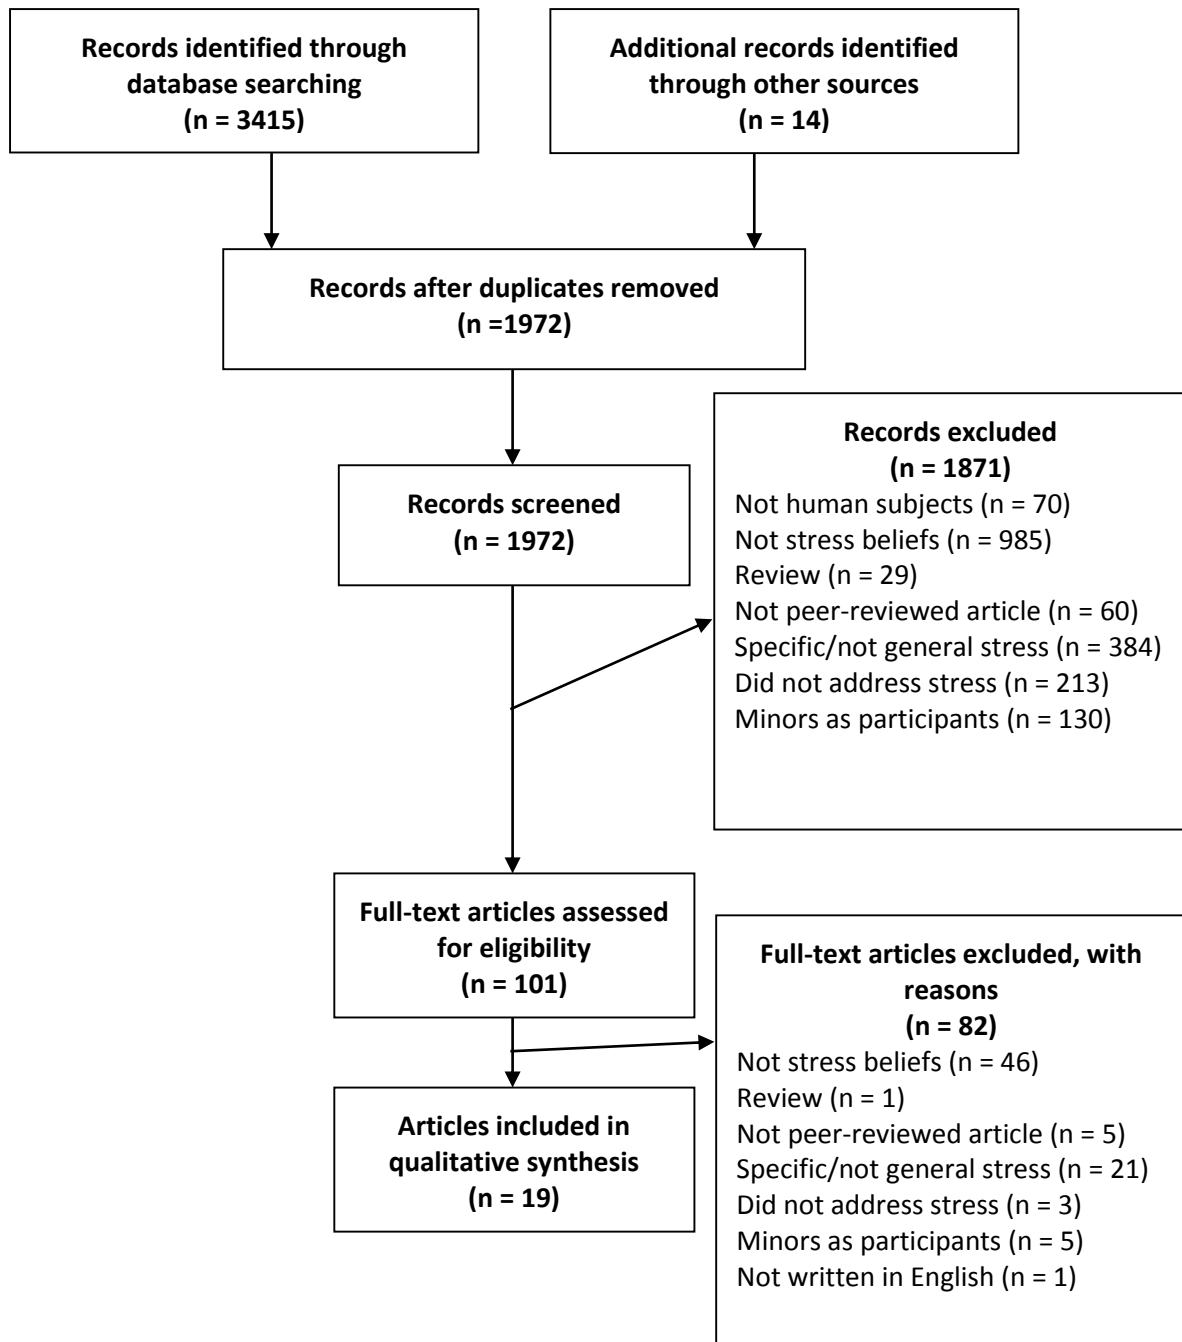 Records identified through
database searching
(n = 3415)
Additional records identified
through other sources
(n = 14)
Records after duplicates removed
(n =1972)
Records screened
(n = 1972)
Records excluded
(n = 1871)
Not human subjects (n = 70)
Not stress beliefs (n = 985)
Review (n = 29)
Not peer-reviewed article (n = 60)
Specific/not general stress (n = 384)
Did not address stress (n = 213)
Minors as participants (n = 130)
Full-text articles assessed
for eligibility
(n = 101)
Full-text articles excluded, with
reasons
(n = 82)
Not stress beliefs (n = 46)
Review (n = 1)
Not peer-reviewed article (n = 5)
Specific/not general stress (n = 21)
Did not address stress (n = 3)
Minors as participants (n = 5)
Not written in English (n = 1)
Articles included in
qualitative synthesis
(n = 19)